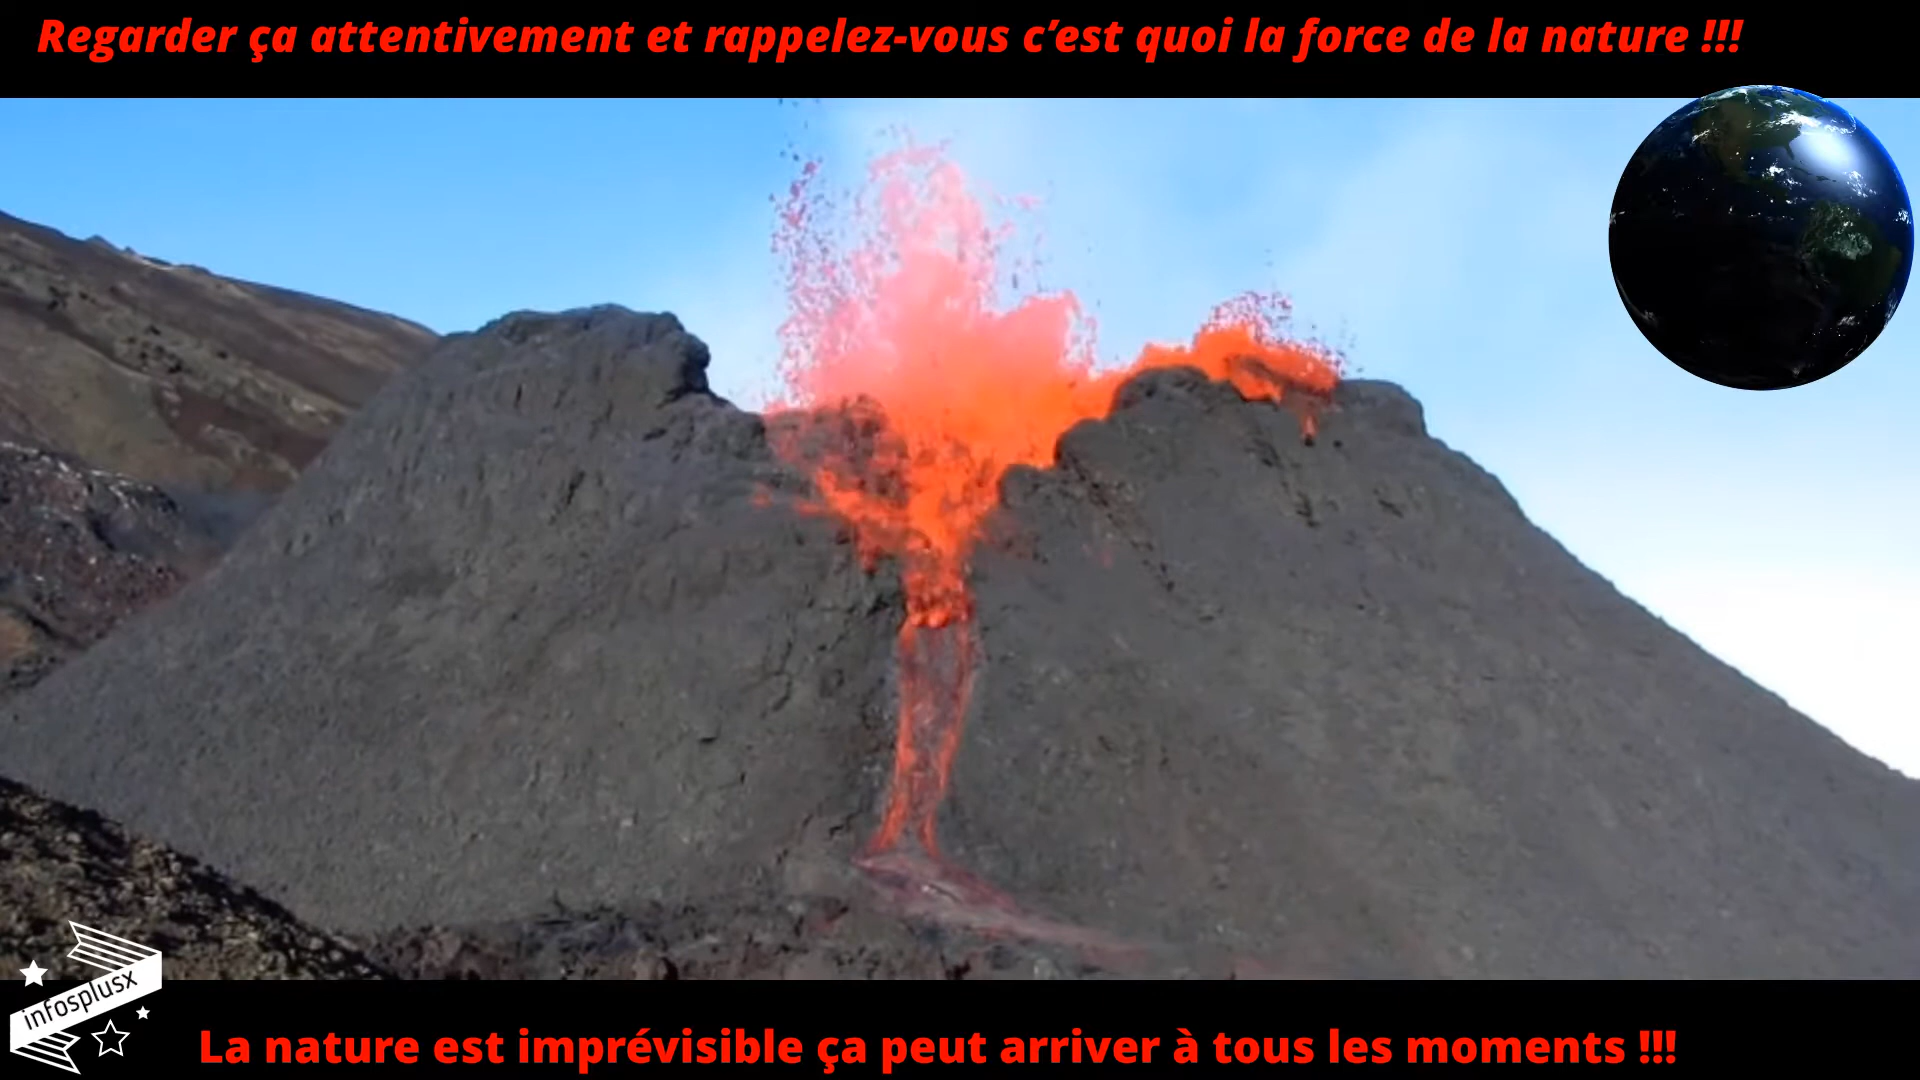 Regarder ça attentivement et rappelez-vous c’est quoi la force de la nature !!!
infosplusx
La nature est imprévisible ça peut arriver à tous les moments !!!